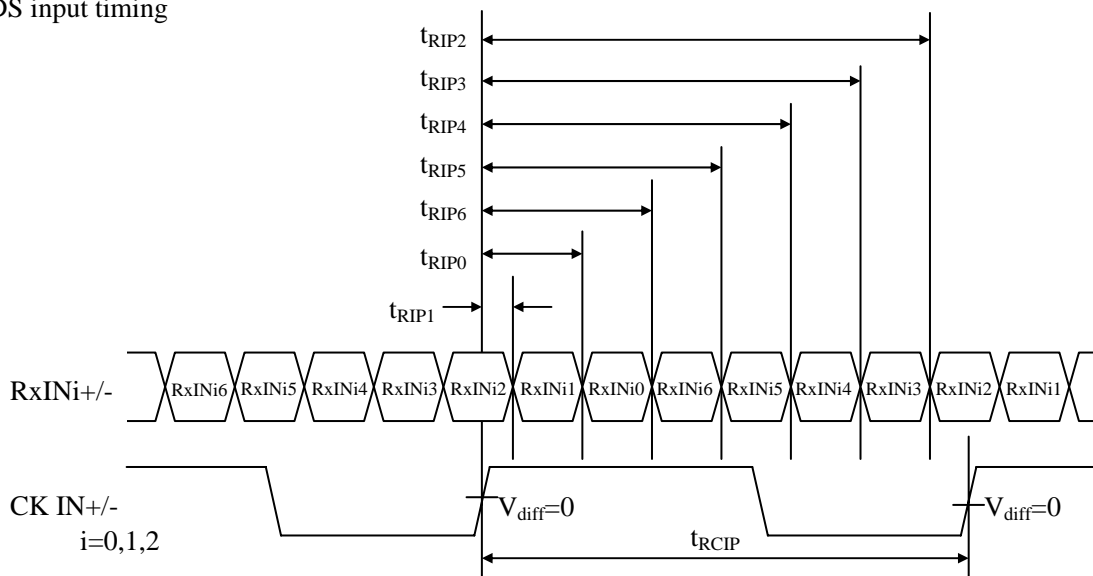 DS input timing
tRIP2
tRIP3
tRIP4
tRIP5
tRIP6
tRIP0
tRIP1
RxINi+/- RxINi6 RxINi5 RxINi4 RxINi3 RxINi2 RxINi1 RxINi0 RxINi6 RxINi5 RxINi4 RxINi3 RxINi2 RxINi1
CK IN+/- Vdiff=0 Vdiff=0
i=0,1,2
tRCIP